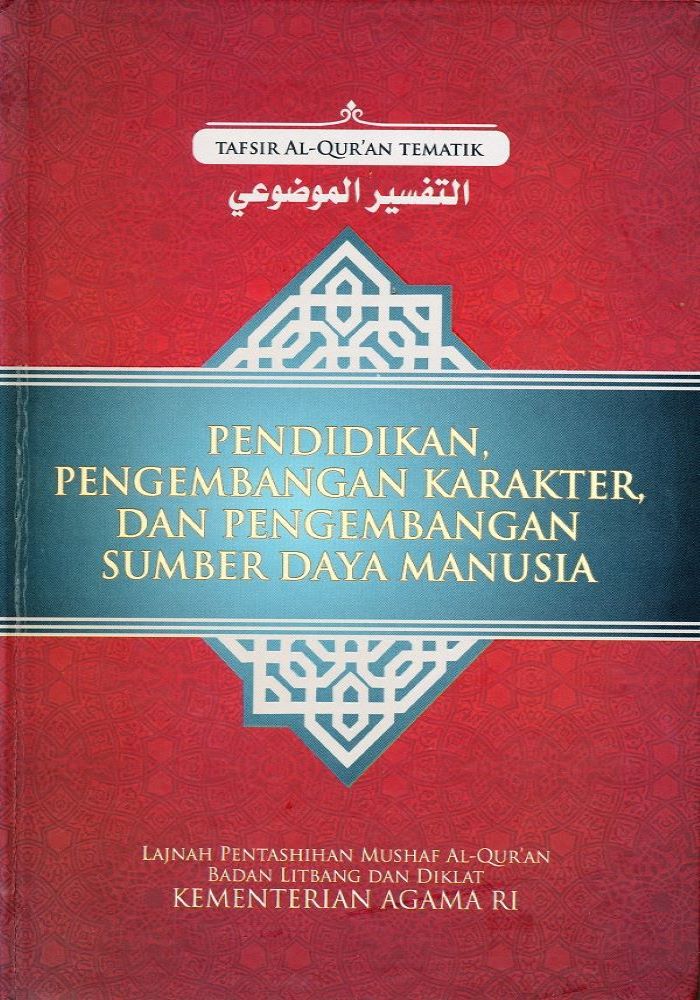 TAFSIR AL-QUR'AN TEMATIK
التفسير الموضوعي
PENDIDIKAN,
PENGEMBANGAN KARAKTER,
DAN PENGEMBANGAN
SUMBER DAYA MANUSIA
LAJNAH PENTASHIHAN MUSHAF AL-QUR'AN
BADAN LITBANG DAN DIKLAT
KEMENTERIAN AGAMA RI